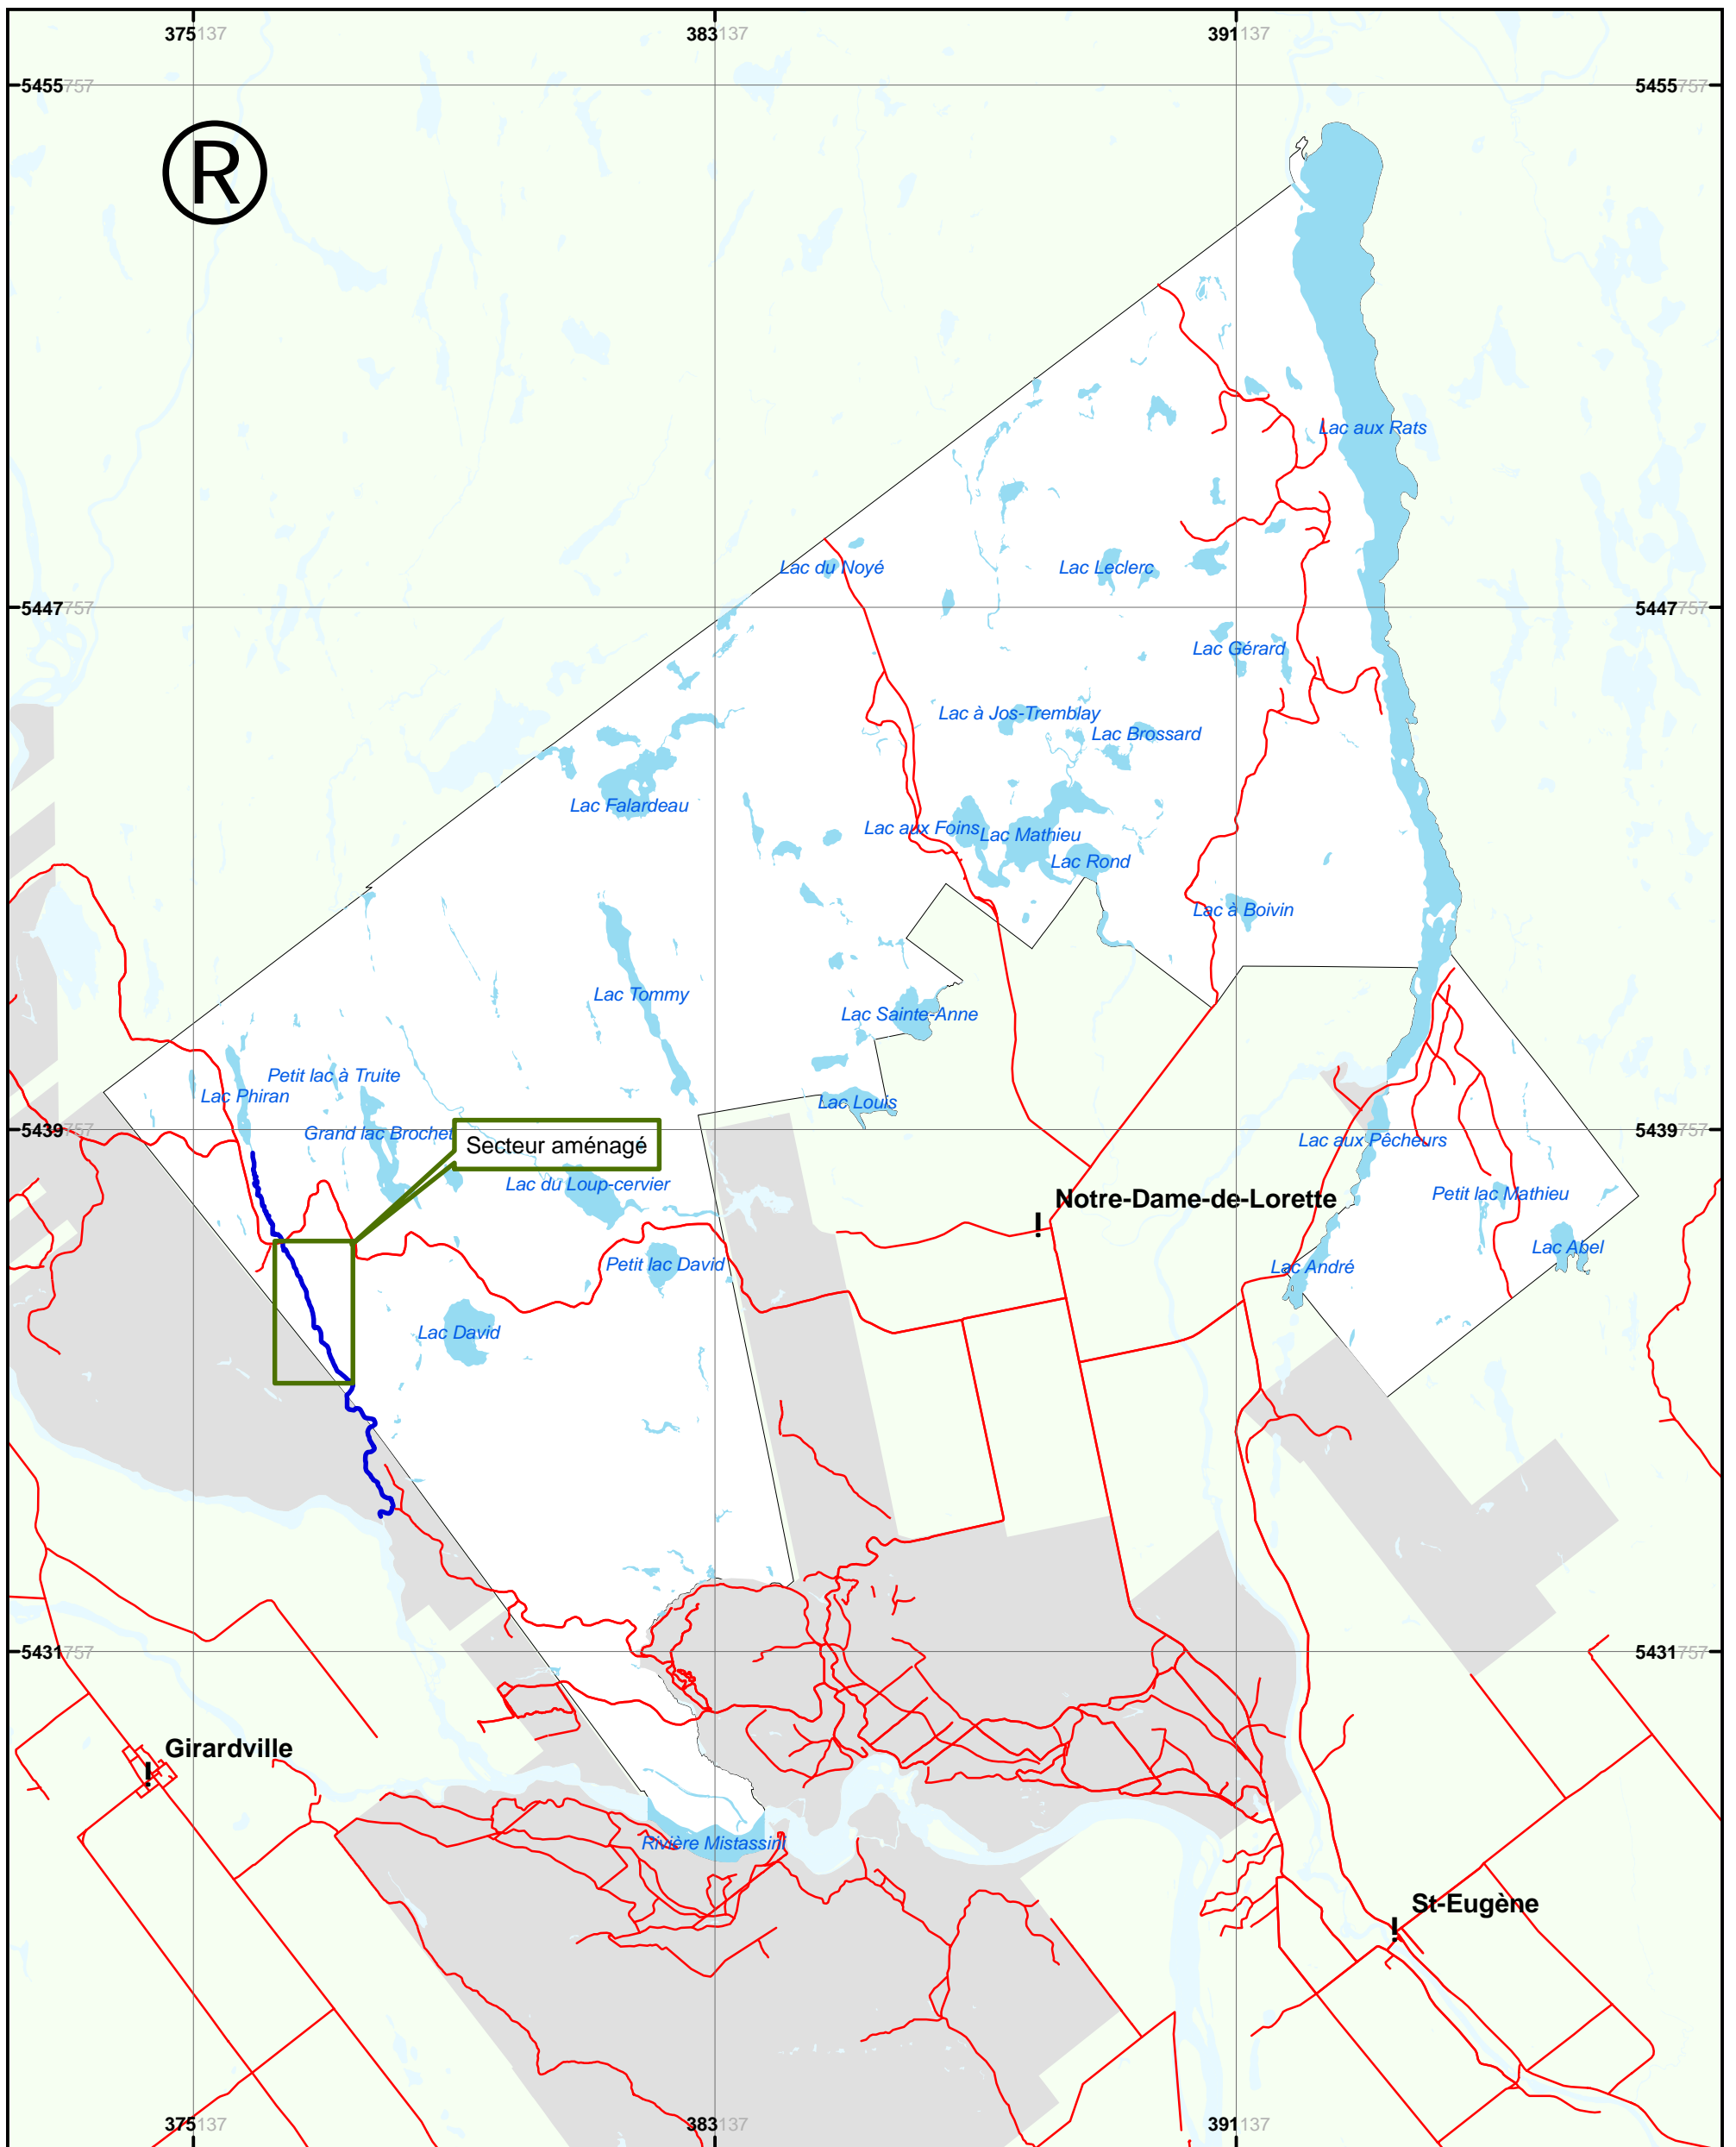 375137 383137 391137
5455757 5455757
®
Lac aux Rats
Lac du Noyé Lac Leclerc
5447757 5447757
Lac Gérard
Lac à Jos-Tremblay
Lac Brossard
Lac Falardeau
Lac aux Foins Lac Mathieu
Lac Rond
Lac à Boivin
Lac Tommy
Lac Sainte-Anne
Petit lac à Truite
Lac Phiran
Lac Louis
5439757 5439757
Grand lac Brochet
Secteur aménagé
Lac aux Pêcheurs
Lac du Loup-cervier
Petit lac Mathieu
Notre-Dame-de-Lorette
!
Lac Abel
Petit lac David
Lac André
Lac David
5431757 5431757
Girardville
!
Rivière Mistassini
St-Eugène
!
375137 383137 391137